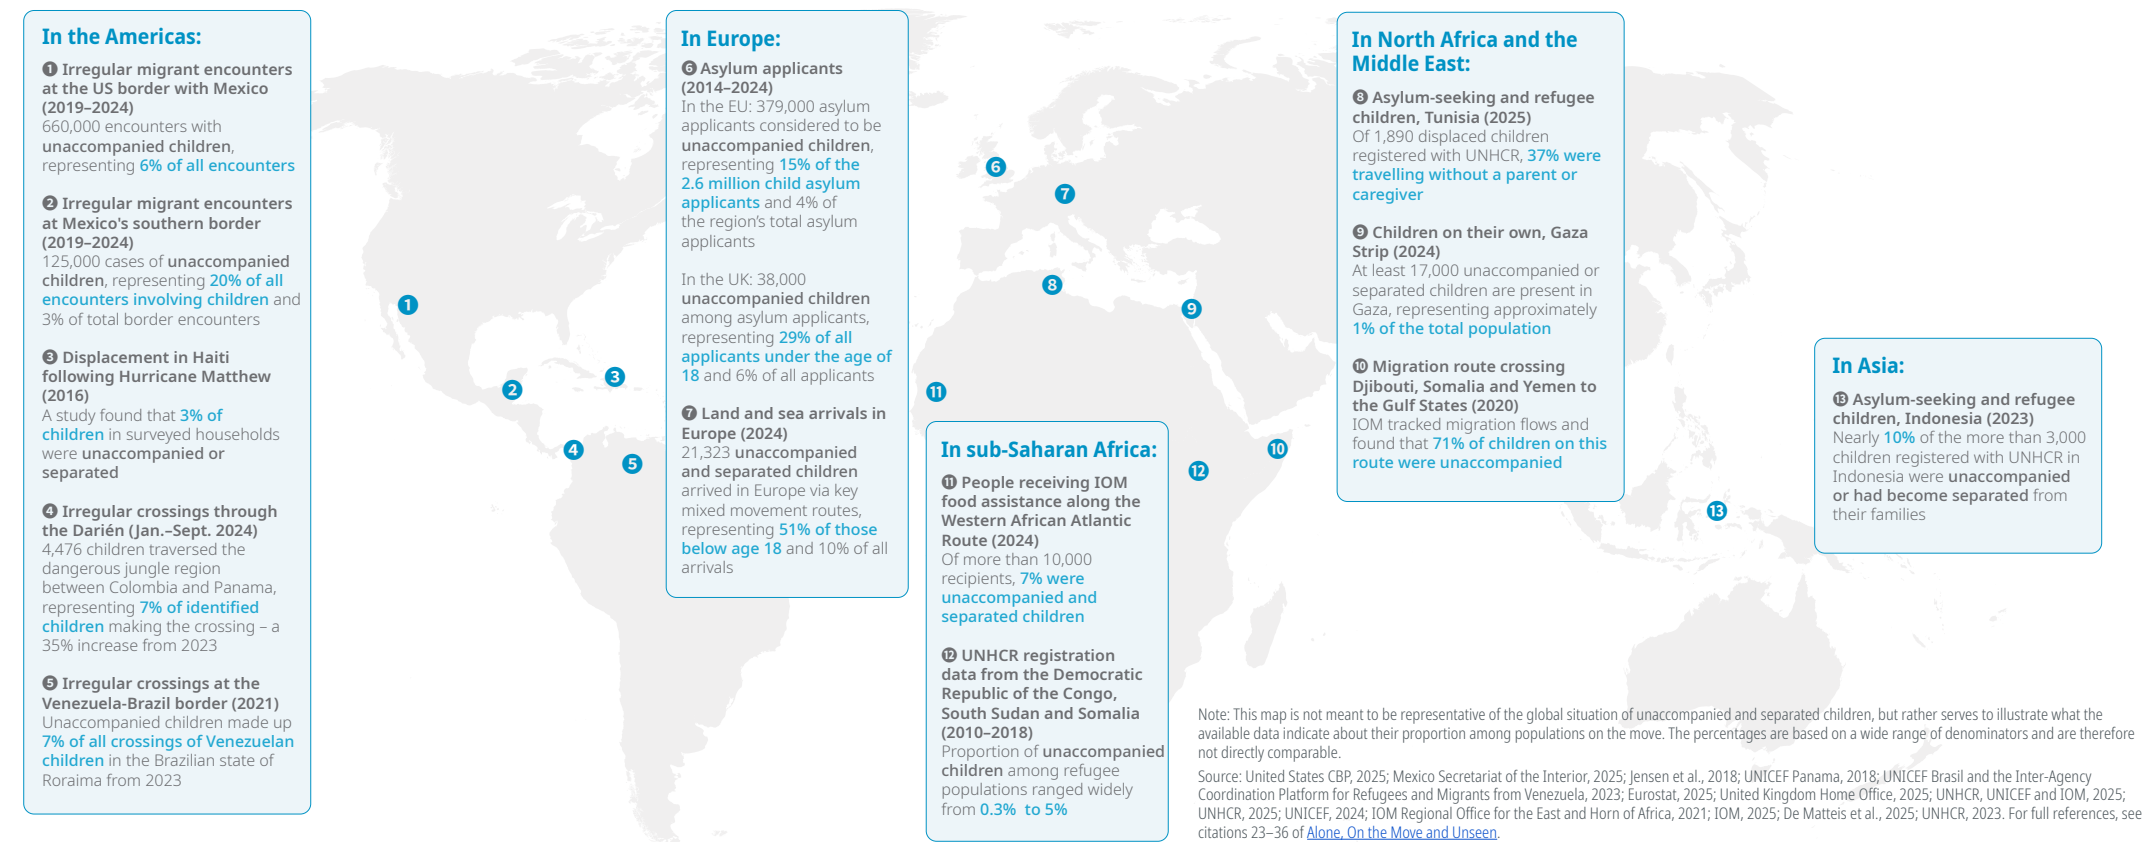 In the Americas:
❶ Irregular migrant encounters
at the US border with Mexico
(2019–2024)
660,000 encounters with
unaccompanied children,
representing 6% of all encounters
❷ Irregular migrant encounters
at Mexico's southern border
(2019–2024)
125,000 cases of unaccompanied
children, representing 20% of all
encounters involving children and
3% of total border encounters
❸ Displacement in Haiti
following Hurricane Matthew
(2016)
A study found that 3% of
children in surveyed households
were unaccompanied or
separated
❹ Irregular crossings through
the Darién (Jan.–Sept. 2024)
4,476 children traversed the
dangerous jungle region
between Colombia and Panama,
representing 7% of identified
children making the crossing – a
35% increase from 2023
❺ Irregular crossings at the
Venezuela-Brazil border (2021)
Unaccompanied children made up
7% of all crossings of Venezuelan
children in the Brazilian state of
Roraima from 2023
In Europe:
❻ Asylum applicants
(2014–2024)
In the EU: 379,000 asylum
applicants considered to be
unaccompanied children,
representing 15% of the
2.6 million child asylum
applicants and 4% of
the region's total asylum
applicants
In the UK: 38,000
unaccompanied children
among asylum applicants,
representing 29% of all
applicants under the age of
18 and 6% of all applicants
❼ Land and sea arrivals in
Europe (2024)
21,323 unaccompanied
and separated children
arrived in Europe via key
mixed movement routes,
representing 51% of those
below age 18 and 10% of all
arrivals
In sub-Saharan Africa:
⓫ People receiving IOM
food assistance along the
Western African Atlantic
Route (2024)
Of more than 10,000
recipients, 7% were
unaccompanied and
separated children
⓬ UNHCR registration
data from the Democratic
Republic of the Congo,
South Sudan and Somalia
(2010–2018)
Proportion of unaccompanied
children among refugee
populations ranged widely
from 0.3% to 5%
In North Africa and the
Middle East:
❽ Asylum-seeking and refugee
children, Tunisia (2025)
Of 1,890 displaced children
registered with UNHCR, 37% were
travelling without a parent or
caregiver
❾ Children on their own, Gaza
Strip (2024)
At least 17,000 unaccompanied or
separated children are present in
Gaza, representing approximately
1% of the total population
❿ Migration route crossing
Djibouti, Somalia and Yemen to
the Gulf States (2020)
IOM tracked migration flows and
found that 71% of children on this
route were unaccompanied
In Asia:
⓭ Asylum-seeking and refugee
children, Indonesia (2023)
Nearly 10% of the more than 3,000
children registered with UNHCR in
Indonesia were unaccompanied
or had become separated from
their families
1
2
3
4
5
6
7
8
9
10
11
12
13
Note: This map is not meant to be representative of the global situation of unaccompanied and separated children, but rather serves to illustrate what the
available data indicate about their proportion among populations on the move. The percentages are based on a wide range of denominators and are therefore
not directly comparable.
Source: United States CBP, 2025; Mexico Secretariat of the Interior, 2025; Jensen et al., 2018; UNICEF Panama, 2018; UNICEF Brasil and the Inter-Agency
Coordination Platform for Refugees and Migrants from Venezuela, 2023; Eurostat, 2025; United Kingdom Home Office, 2025; UNHCR, UNICEF and IOM, 2025;
UNHCR, 2025; UNICEF, 2024; IOM Regional Office for the East and Horn of Africa, 2021; IOM, 2025; De Matteis et al., 2025; UNHCR, 2023. For full references, see
citations 23–36 of Alone, On the Move and Unseen.